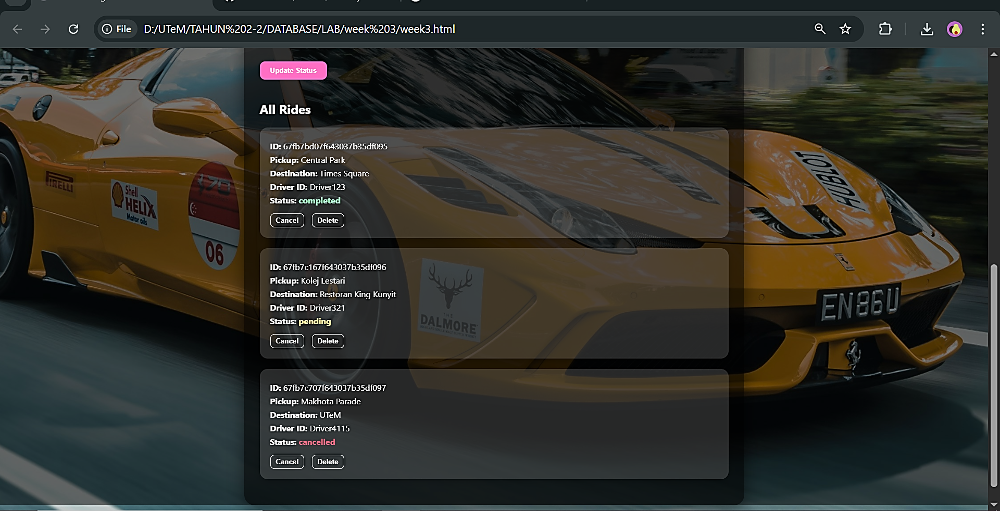 File D:/UTeM/TAHUN%202-2/DATABASE/LAB/week%203/week3.html
Update Status
All Rides
ID: 67fb7bd07f643037b35df095
Pickup: Central Park
Destination: Times Square
Driver ID: Driver123
Status: completed
Cancel Delete
ID: 67fb7c167f643037b35df096
Pickup: Kolej Lestari
Destination: Restoran King Kunyit
Driver ID: Driver321
Status: pending
Cancel Delete
ID: 67fb7c707f643037b35df097
Pickup: Makhota Parade
Destination: UTeM
Driver ID: Driver4115
Status: cancelled
Cancel Delete
PIRELLI
Shell
HELIX
Motor oils
70
06
THE
DALMORE
HUBLOT
EN86U